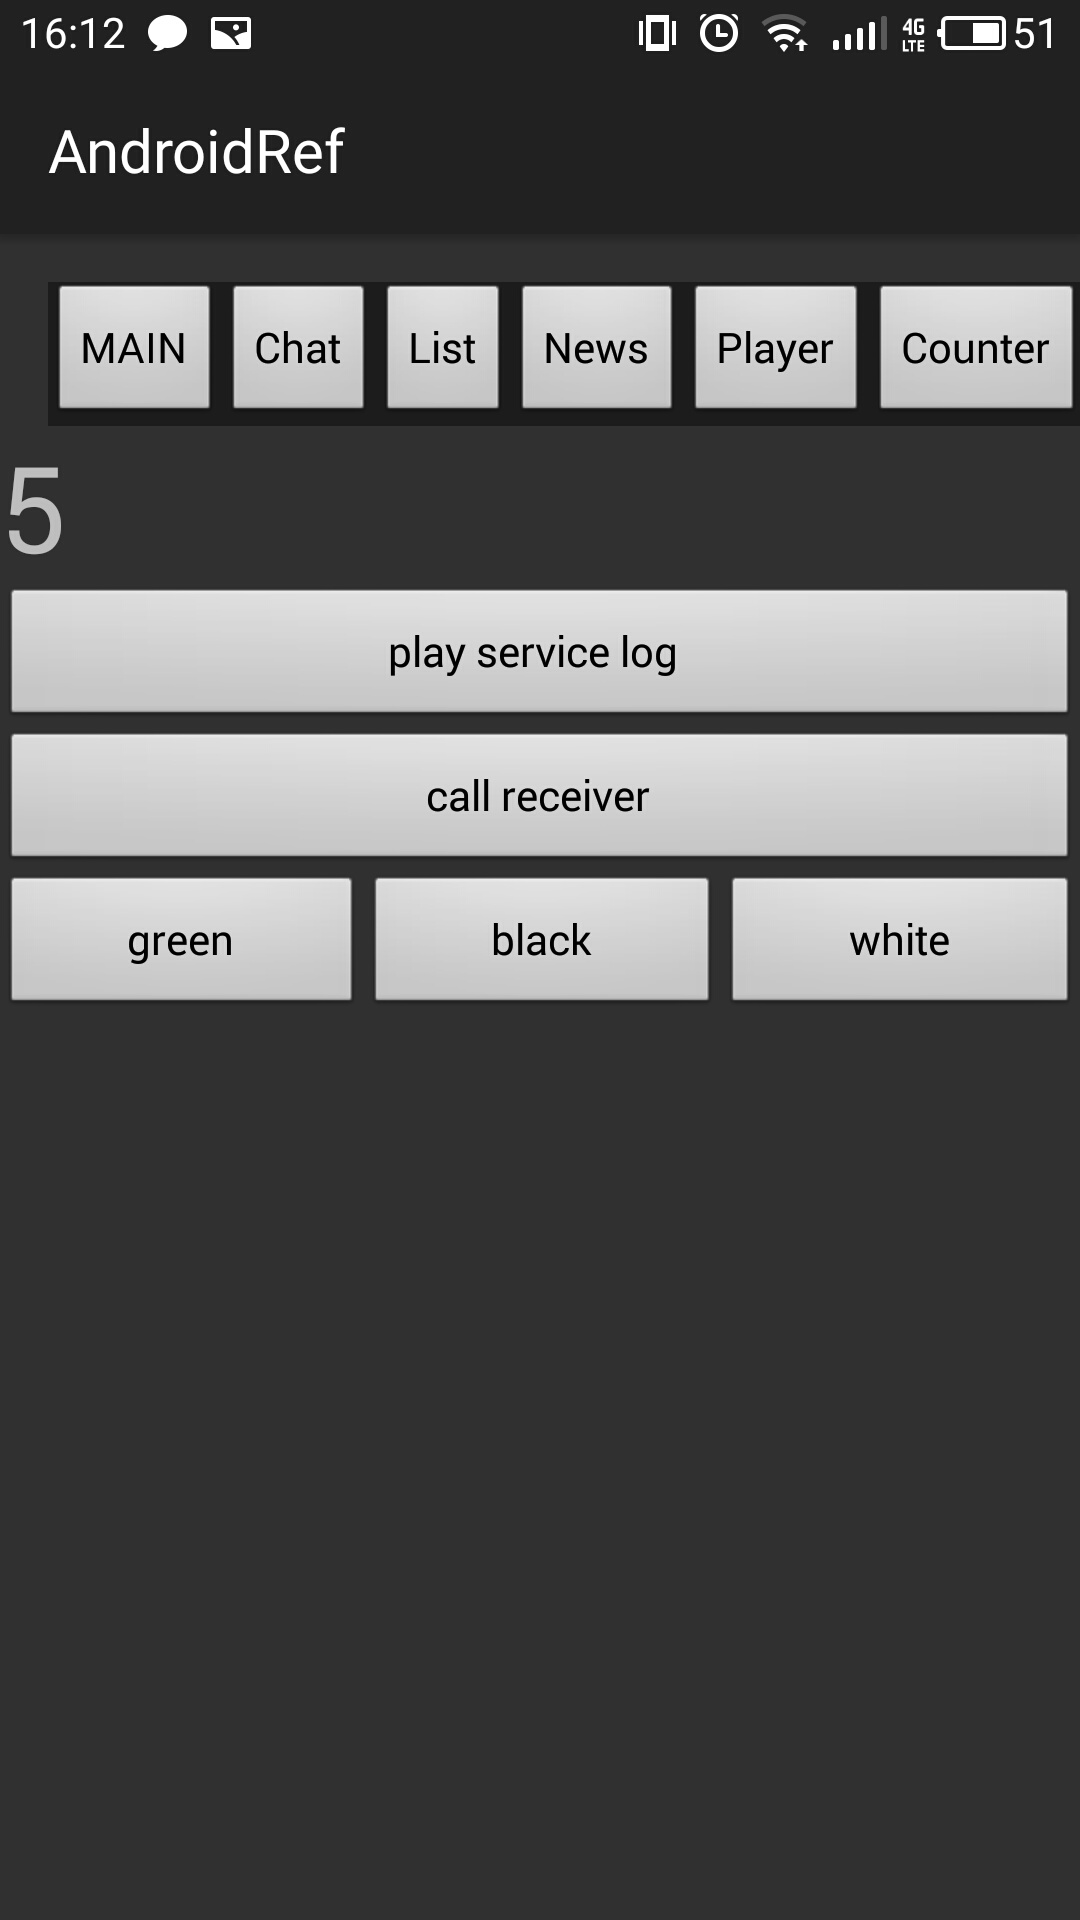 16:12 4G LTE 51
AndroidRef
MAIN Chat List News Player Counter
5
play service log
call receiver
green black white